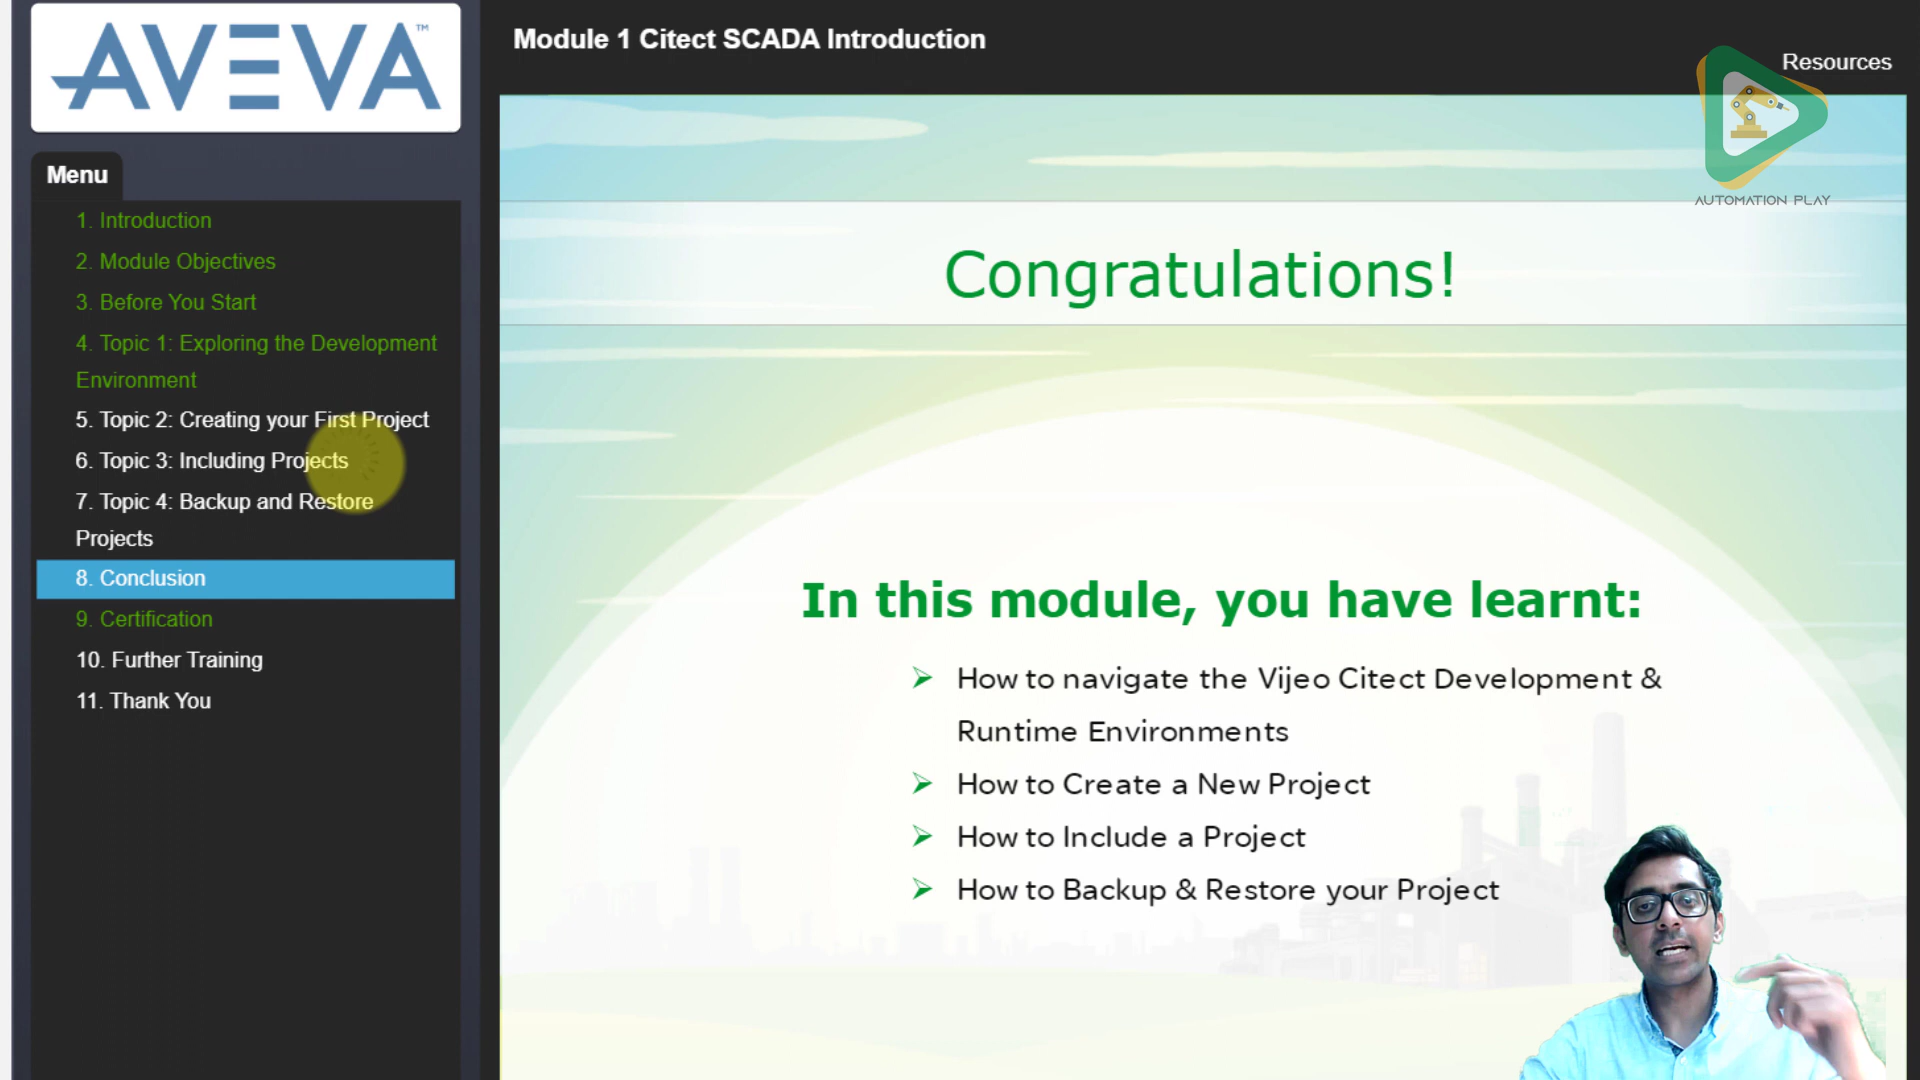 AVEVA™
Module 1 Citect SCADA Introduction
Resources
AUTOMATION PLAY
Menu
1. Introduction
2. Module Objectives
3. Before You Start
4. Topic 1: Exploring the Development
Environment
5. Topic 2: Creating your First Project
6. Topic 3: Including Projects
7. Topic 4: Backup and Restore
Projects
8. Conclusion
9. Certification
10. Further Training
11. Thank You
Congratulations!
In this module, you have learnt:
How to navigate the Vijeo Citect Development &
Runtime Environments
How to Create a New Project
How to Include a Project
How to Backup & Restore your Project